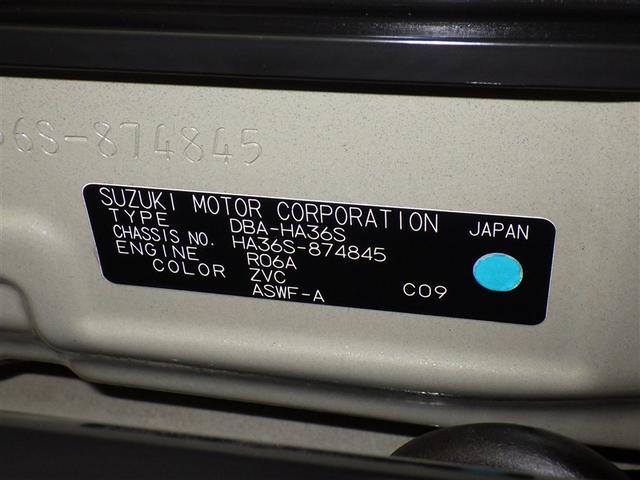 6S-874845
SUZUKI MOTOR CORPORATION
TYPE DBA-HA36S JAPAN
CHASSIS NO. HA36S-874845
ENGINE R06A
COLOR ZVC
ASWF-A C09